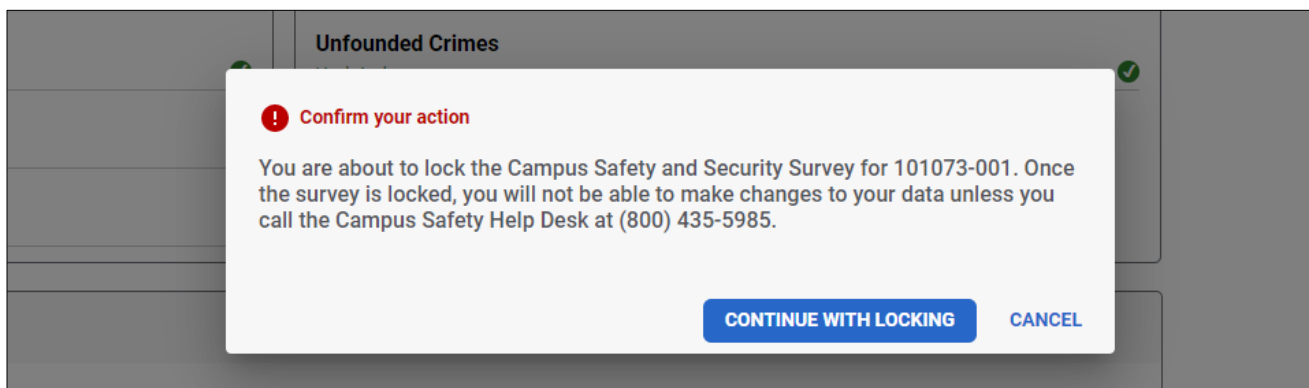 Unfounded Crimes
Confirm your action
You are about to lock the Campus Safety and Security Survey for 101073-001. Once
the survey is locked, you will not be able to make changes to your data unless you
call the Campus Safety Help Desk at (800) 435-5985.
CONTINUE WITH LOCKING CANCEL